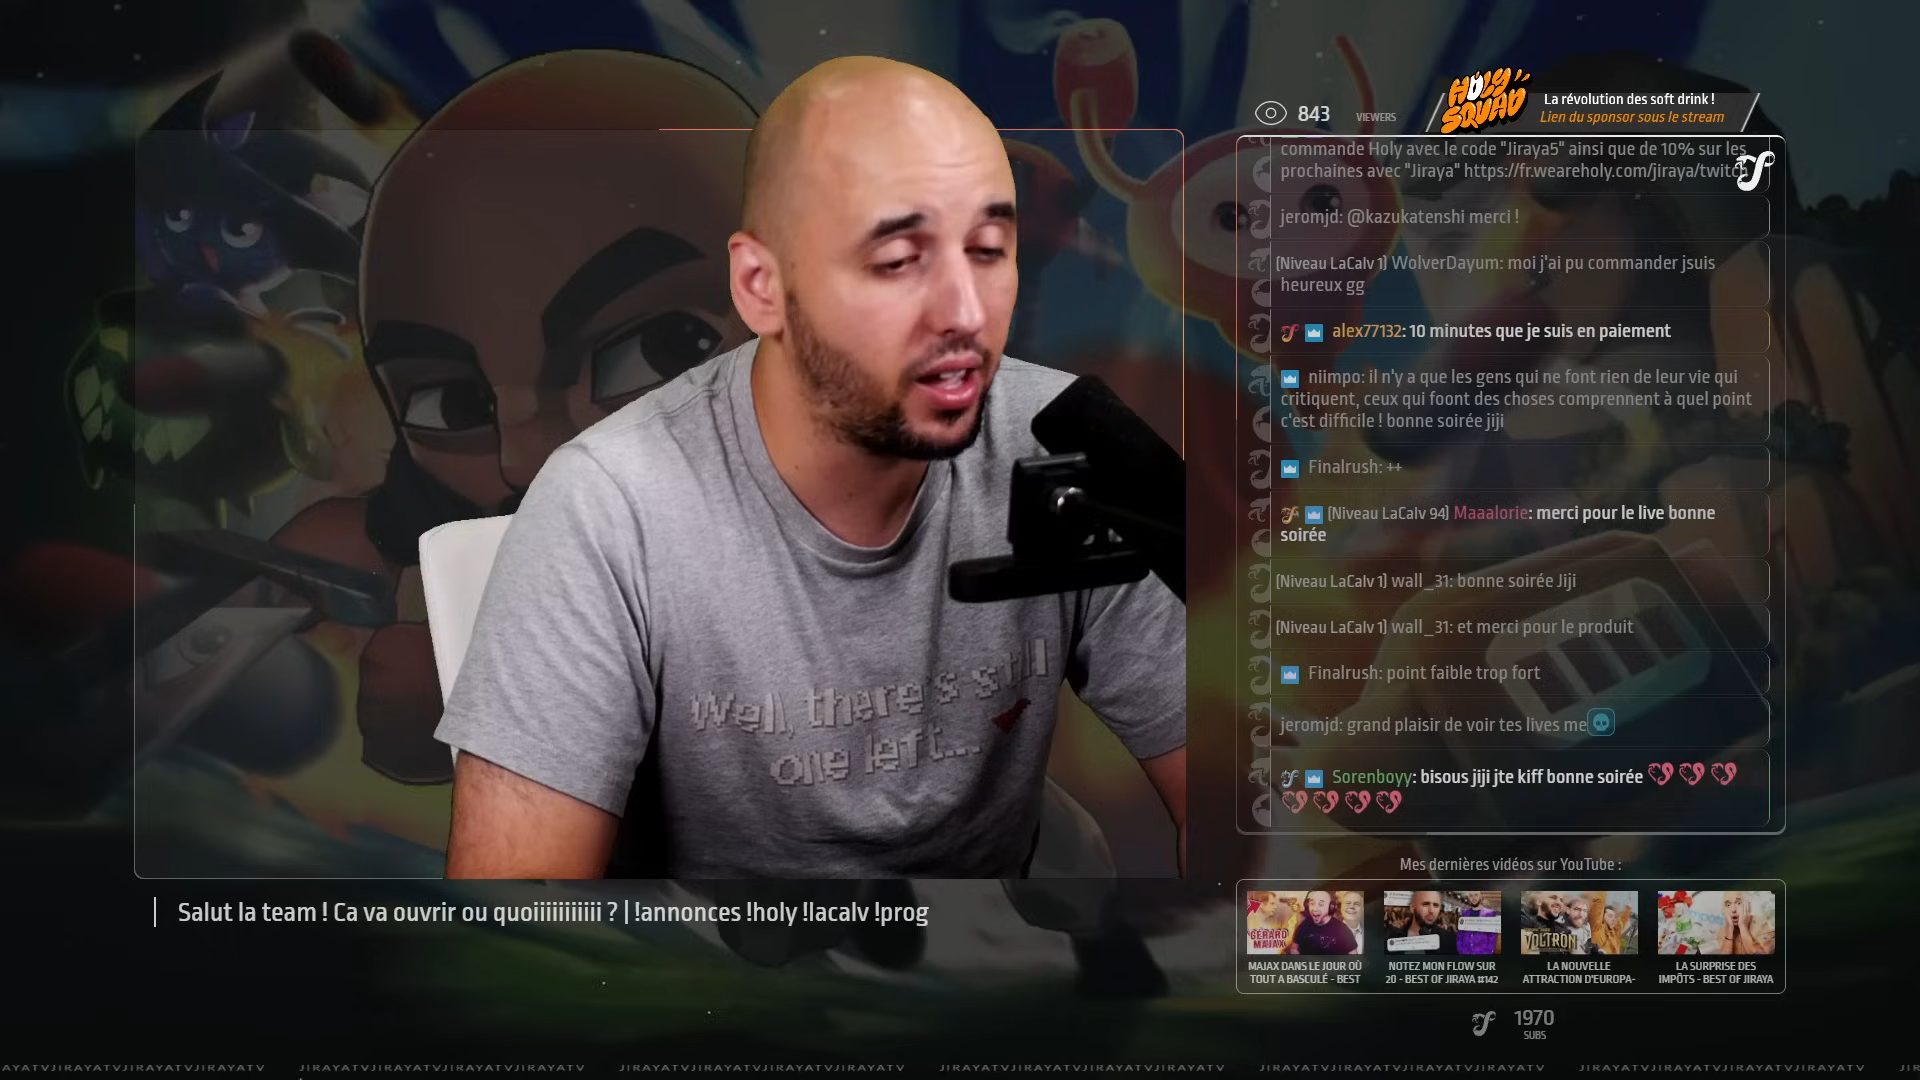 843 VIEWERS
HOLY SQUAD
La révolution des soft drink !
Lien du sponsor sous le stream
commande Holy avec le code "Jiraya5" ainsi que de 10% sur les
prochaines avec "Jiraya" https://fr.weareholy.com/jiraya/twitch
jeromjd: @kazukatenshi merci !
[Niveau LaCalv 1] WolverDayum: moi j'ai pu commander jsuis
heureux gg
alex77132: 10 minutes que je suis en paiement
niimpo: il n'y a que les gens qui ne font rien de leur vie qui
critiquent, ceux qui foont des choses comprennent à quel point
c'est difficile ! bonne soirée jiji
Finalrush: ++
[Niveau LaCalv 94] Maaalorie: merci pour le live bonne
soirée
[Niveau LaCalv 1] wall_31: bonne soirée Jiji
[Niveau LaCalv 1] wall_31: et merci pour le produit
Finalrush: point faible trop fort
jeromjd: grand plaisir de voir tes lives me
Sorenboyy: bisous jiji jte kiff bonne soirée
Well, there's still
one left...
Salut la team ! Ca va ouvrir ou quoiiiiiiiiiii ? | !annonces !holy !lacalv !prog
Mes dernières vidéos sur YouTube :
GÉRARD
MAJAX
VOLTRON
MAJAX DANS LE JOUR OÙ
TOUT A BASCULÉ - BEST
NOTEZ MON FLOW SUR
20 - BEST OF JIRAYA #142
LA NOUVELLE
ATTRACTION D'EUROPA-
LA SURPRISE DES
IMPÔTS - BEST OF JIRAYA
1970
SUBS
AYATVJIRAYATVJIRAYATVJIRAYATV JIRAYATVJIRAYATVJIRAYATVJIRAYATV JIRAYATVJIRAYATVJIRAYATVJIRAYATV JIRAYATVJIRAYATVJIRAYATVJIRAYATV JIRAYATVJIRAYATVJIRAYATVJIRAYATV JIRAYATVJIRAYATVJIRAYATVJIRAYATV